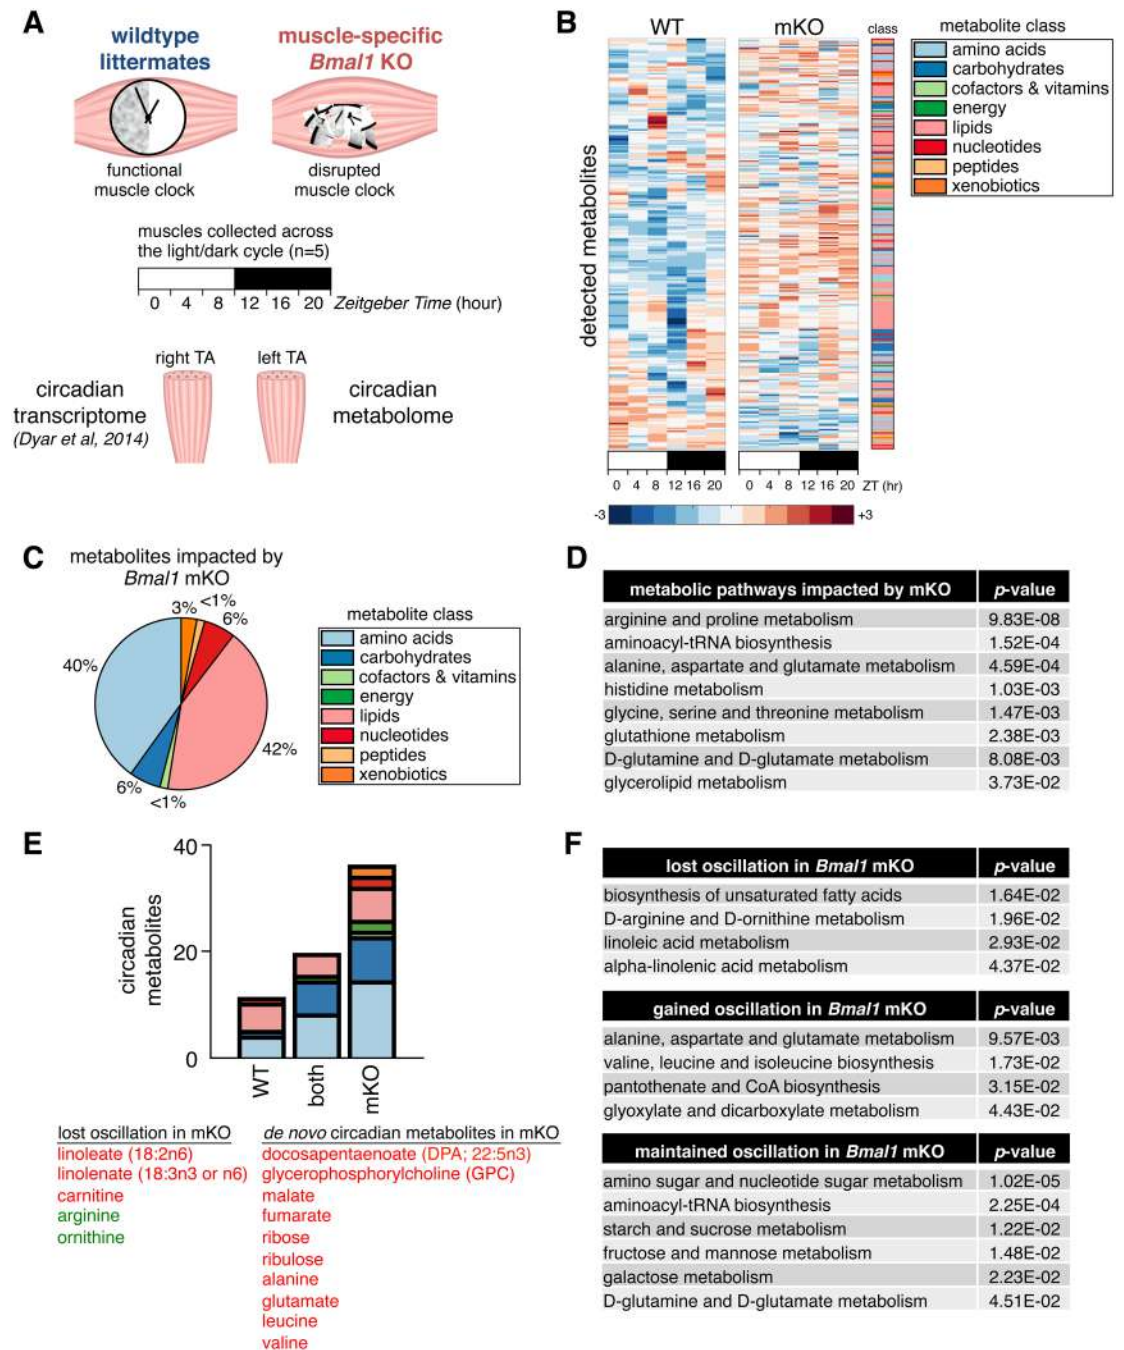 A
wildtype
littermates
muscle-specific
Bmal1 KO
functional
muscle clock
disrupted
muscle clock
muscles collected across
the light/dark cycle (n=5)
0 4 8 12 16 20 Zeitgeber Time (hour)
right TA
left TA
circadian
transcriptome
(Dyar et al, 2014)
circadian
metabolome
B
WT
mKO
class
metabolite class
amino acids
carbohydrates
cofactors & vitamins
energy
lipids
nucleotides
peptides
xenobiotics
detected metabolites
0 4 8 12 16 20
0 4 8 12 16 20 ZT (hr)
-3
+3
C
metabolites impacted by
Bmal1 mKO
3%
<1%
6%
40%
42%
6%
<1%
metabolite class
amino acids
carbohydrates
cofactors & vitamins
energy
lipids
nucleotides
peptides
xenobiotics
D
metabolic pathways impacted by mKO p-value
arginine and proline metabolism 9.83E-08
aminoacyl-tRNA biosynthesis 1.52E-04
alanine, aspartate and glutamate metabolism 4.59E-04
histidine metabolism 1.03E-03
glycine, serine and threonine metabolism 1.47E-03
glutathione metabolism 2.38E-03
D-glutamine and D-glutamate metabolism 8.08E-03
glycerolipid metabolism 3.73E-02
E
circadian
metabolites
40
20
0
WT
both
mKO
lost oscillation in mKO
linoleate (18:2n6)
linolenate (18:3n3 or n6)
carnitine
arginine
ornithine
de novo circadian metabolites in mKO
docosapentaenoate (DPA; 22:5n3)
glycerophosphorylcholine (GPC)
malate
fumarate
ribose
ribulose
alanine
glutamate
leucine
valine
F
lost oscillation in Bmal1 mKO p-value
biosynthesis of unsaturated fatty acids 1.64E-02
D-arginine and D-ornithine metabolism 1.96E-02
linoleic acid metabolism 2.93E-02
alpha-linolenic acid metabolism 4.37E-02
gained oscillation in Bmal1 mKO p-value
alanine, aspartate and glutamate metabolism 9.57E-03
valine, leucine and isoleucine biosynthesis 1.73E-02
pantothenate and CoA biosynthesis 3.15E-02
glyoxylate and dicarboxylate metabolism 4.43E-02
maintained oscillation in Bmal1 mKO p-value
amino sugar and nucleotide sugar metabolism 1.02E-05
aminoacyl-tRNA biosynthesis 2.25E-04
starch and sucrose metabolism 1.22E-02
fructose and mannose metabolism 1.48E-02
galactose metabolism 2.23E-02
D-glutamine and D-glutamate metabolism 4.51E-02